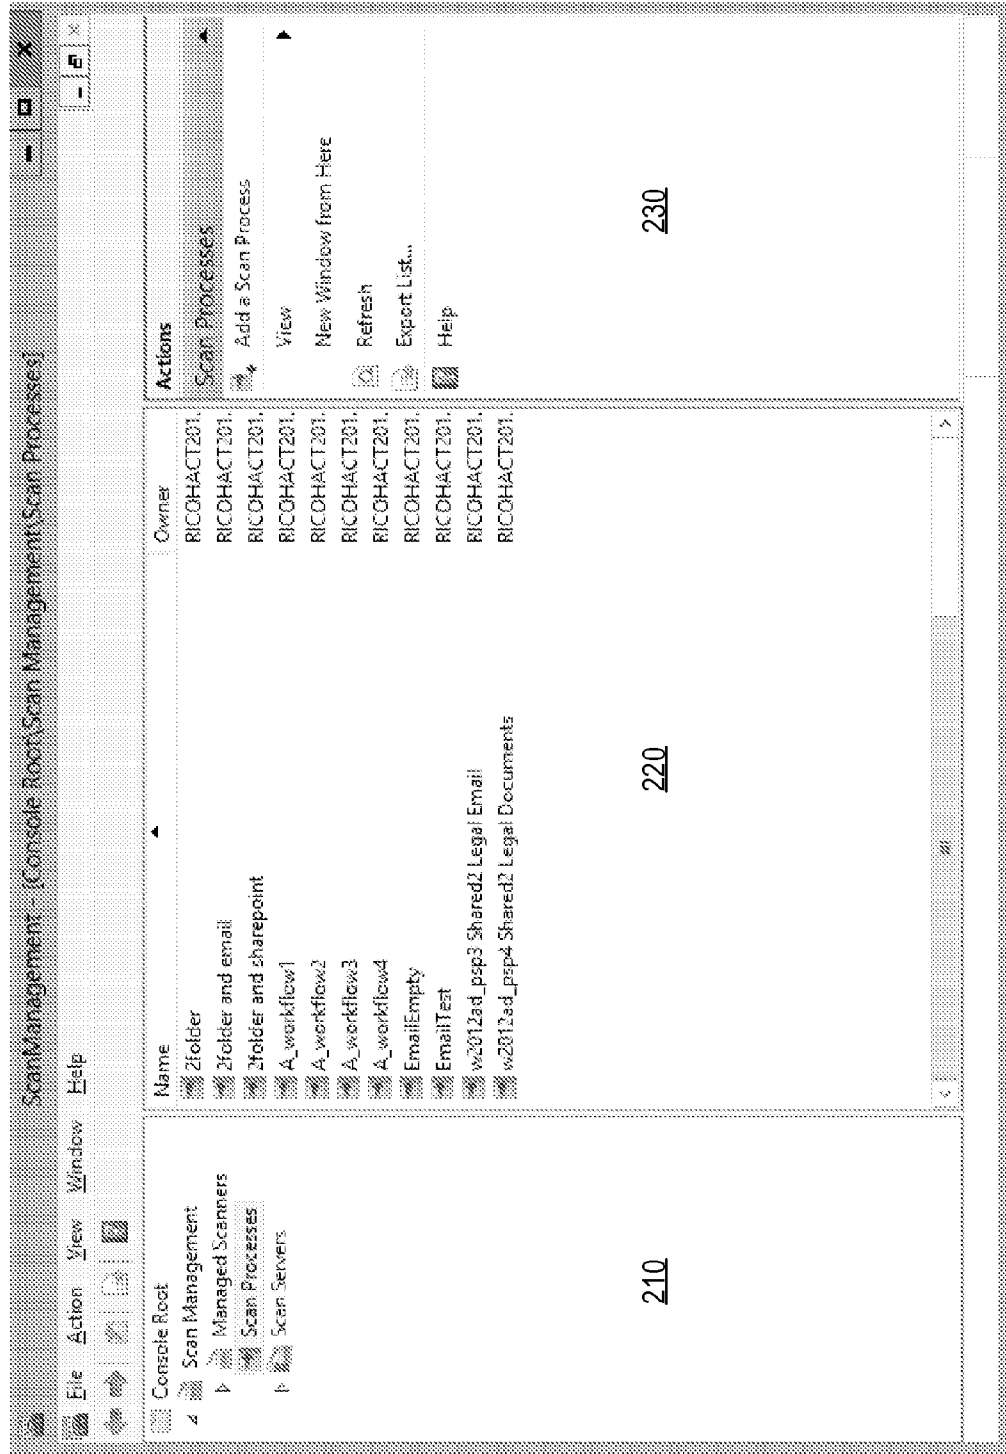 ScanManagement - [Console Root\Scan Management\Scan Processes]
File Action View Window Help
Console Root
Scan Management
Managed Scanners
Scan Processes
Scan Servers
210
Name Owner
2folder RICOHACT201.
2folder and email RICOHACT201.
2folder and sharepoint RICOHACT201.
A_workflow1 RICOHACT201.
A_workflow2 RICOHACT201.
A_workflow3 RICOHACT201.
A_workflow4 RICOHACT201.
EmailEmpty RICOHACT201.
EmailTest RICOHACT201.
w2012ad_psp3 Shared2 Legal Email RICOHACT201.
w2012ad_psp4 Shared2 Legal Documents RICOHACT201.
220
Actions
Scan Processes
Add a Scan Process
View
New Window from Here
Refresh
Export List...
Help
230